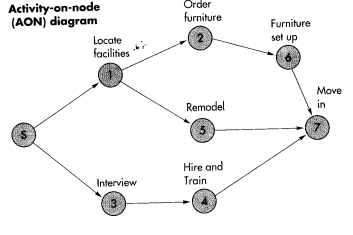 Activity-on-node
(AON) diagram
Order
furniture
Locate
facilities
Furniture
set up
2
6
1
Move
in
Remodel
S
5
7
Hire and
Train
Interview
3
4